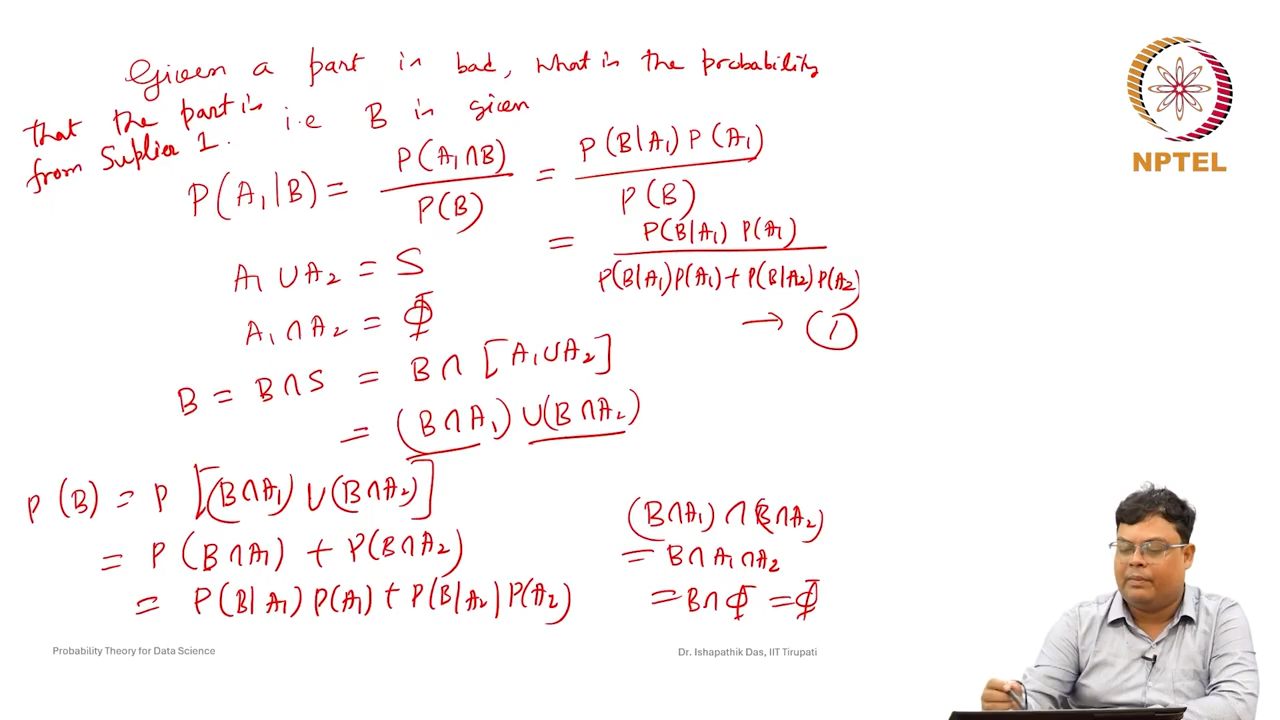 Given a part is bad, what is the probability
that the part is i.e B is given
from Suplier 1.
P(A₁|B) = P(A₁∩B) / P(B) = P(B|A₁) P(A₁) / P(B)
= P(B|A₁) P(A₁) / P(B|A₁)P(A₁) + P(B|A₂)P(A₂)
→ ①
A₁ ∪ A₂ = S
A₁ ∩ A₂ = Φ
B = B∩S = B∩[A₁∪A₂]
= (B∩A₁) ∪ (B∩A₂)
P(B) = P[(B∩A₁) ∪ (B∩A₂)]
= P(B∩A₁) + P(B∩A₂)
= P(B|A₁) P(A₁) + P(B|A₂) P(A₂)
(B∩A₁) ∩ (B∩A₂)
= B∩A₁∩A₂
= B∩Φ = Φ
NPTEL
Probability Theory for Data Science
Dr. Ishapathik Das, IIT Tirupati